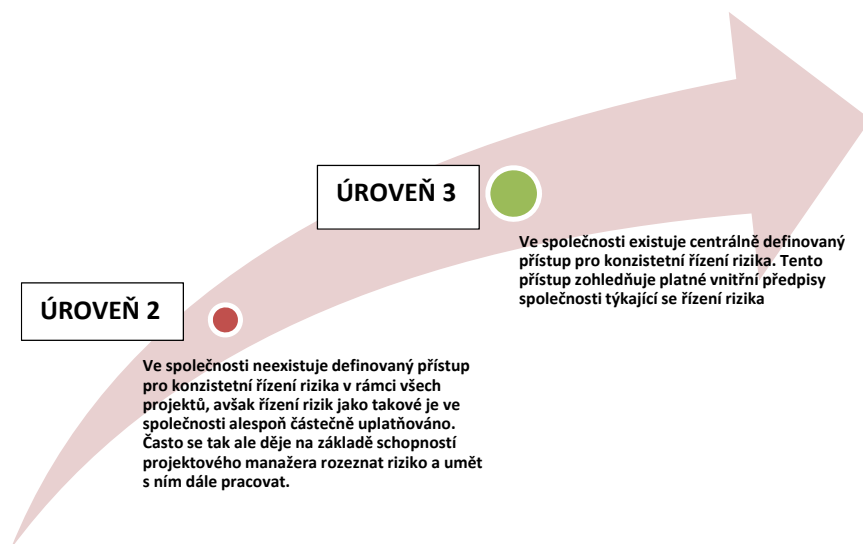 ÚROVEŇ 3
Ve společnosti existuje centrálně definovaný
přístup pro konzistetní řízení rizika. Tento
přístup zohledňuje platné vnitřní předpisy
společnosti týkající se řízení rizika
ÚROVEŇ 2
Ve společnosti neexistuje definovaný přístup
pro konzistetní řízení rizika v rámci všech
projektů, avšak řízení rizik jako takové je ve
společnosti alespoň částečně uplatňováno.
Často se tak ale děje na základě schopností
projektového manažera rozeznat riziko a umět
s ním dále pracovat.